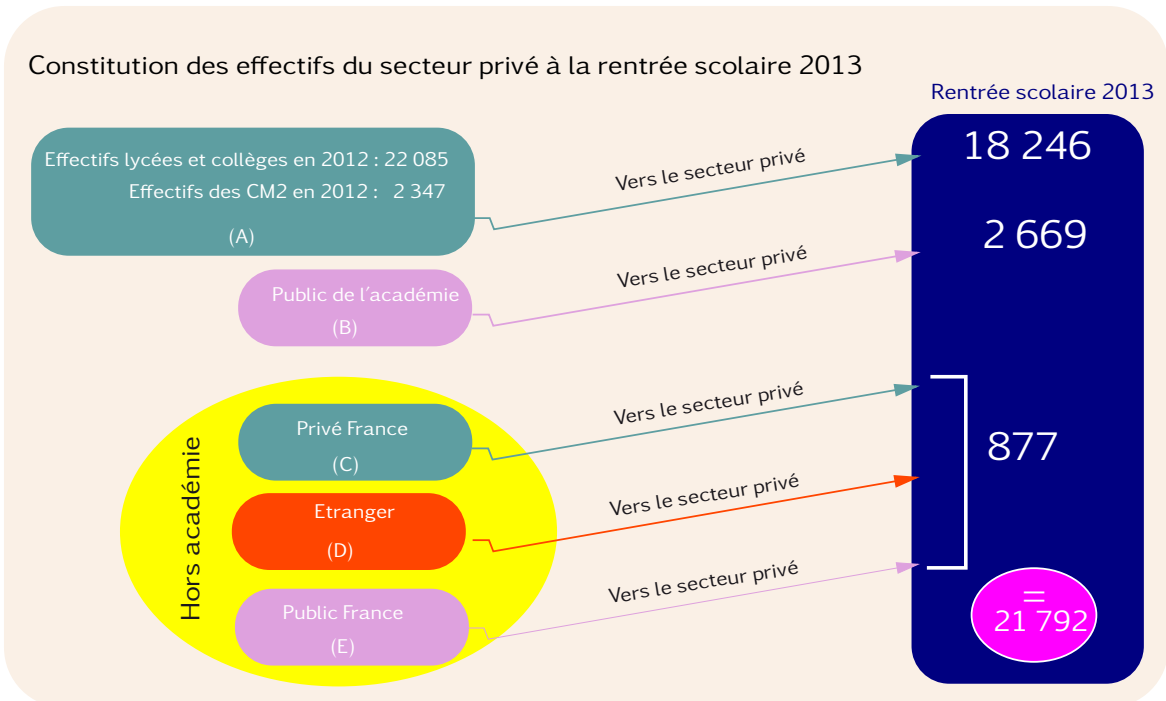 Constitution des effectifs du secteur privé à la rentrée scolaire 2013
Rentrée scolaire 2013
Effectifs lycées et collèges en 2012 : 22 085
Effectifs des CM2 en 2012 : 2 347
(A)
Vers le secteur privé
18 246
Public de l'académie
(B)
Vers le secteur privé
2 669
Hors académie
Privé France
(C)
Vers le secteur privé
Etranger
(D)
Vers le secteur privé
877
Public France
(E)
Vers le secteur privé
=
21 792